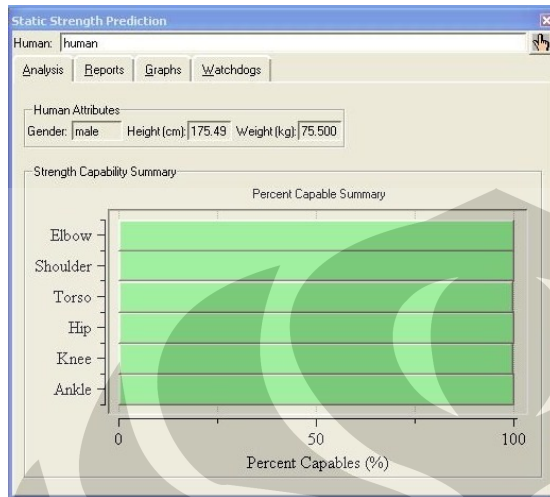 Static Strength Prediction
Human: human
Analysis Reports Graphs Watchdogs
Human Attributes
Gender: male Height (cm): 175.49 Weight (kg): 75.500
Strength Capability Summary
Percent Capable Summary
Elbow
Shoulder
Torso
Hip
Knee
Ankle
0 50 100
Percent Capables (%)